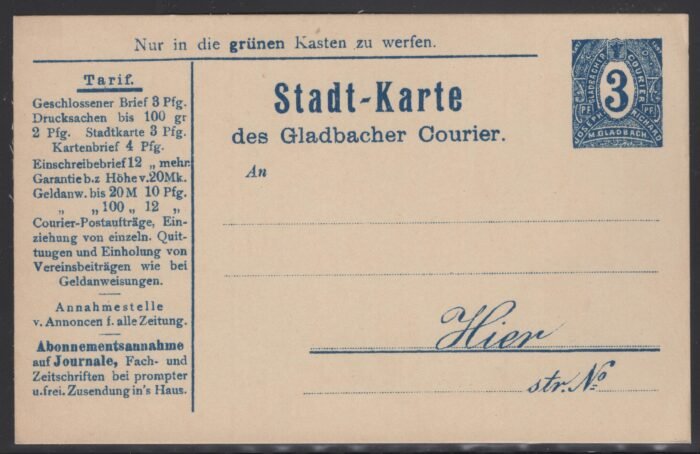 Nur in die grünen Kasten zu werfen.
Tarif.
Geschlossener Brief 3 Pfg.
Drucksachen bis 100 gr
2 Pfg. Stadtkarte 3 Pfg.
Kartenbrief 4 Pfg.
Einschreibebrief 12 „ mehr
Garantie b.z Höhe v.20Mk.
Geldanw. bis 20 M 10 Pfg.
„ „ 100 „ 12 „
Courier-Postaufträge, Ein-
ziehung von einzeln. Quit-
tungen und Einholung von
Vereinsbeiträgen wie bei
Geldanweisungen.
Annahmestelle
v. Annoncen f. alle Zeitung.
Abonnementsannahme
auf Journale, Fach- und
Zeitschriften bei prompter
u. frei. Zusendung in's Haus.
Stadt-Karte
des Gladbacher Courier.
An
Hier
str. No
GLADBACHER COURIER
3
PF PF
JOSEPH
M. GLADBACH